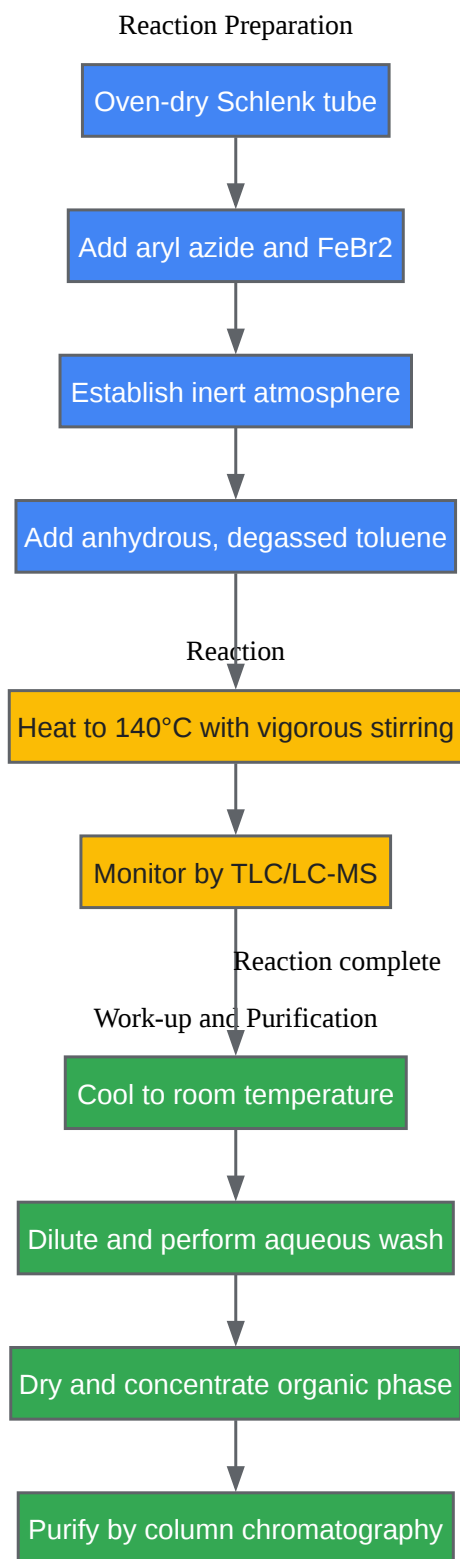 Reaction Preparation
Oven-dry Schlenk tube
Add aryl azide and FeBr2
Establish inert atmosphere
Add anhydrous, degassed toluene
Reaction
Heat to 140°C with vigorous stirring
Monitor by TLC/LC-MS
Reaction complete
Work-up and Purification
Cool to room temperature
Dilute and perform aqueous wash
Dry and concentrate organic phase
Purify by column chromatography